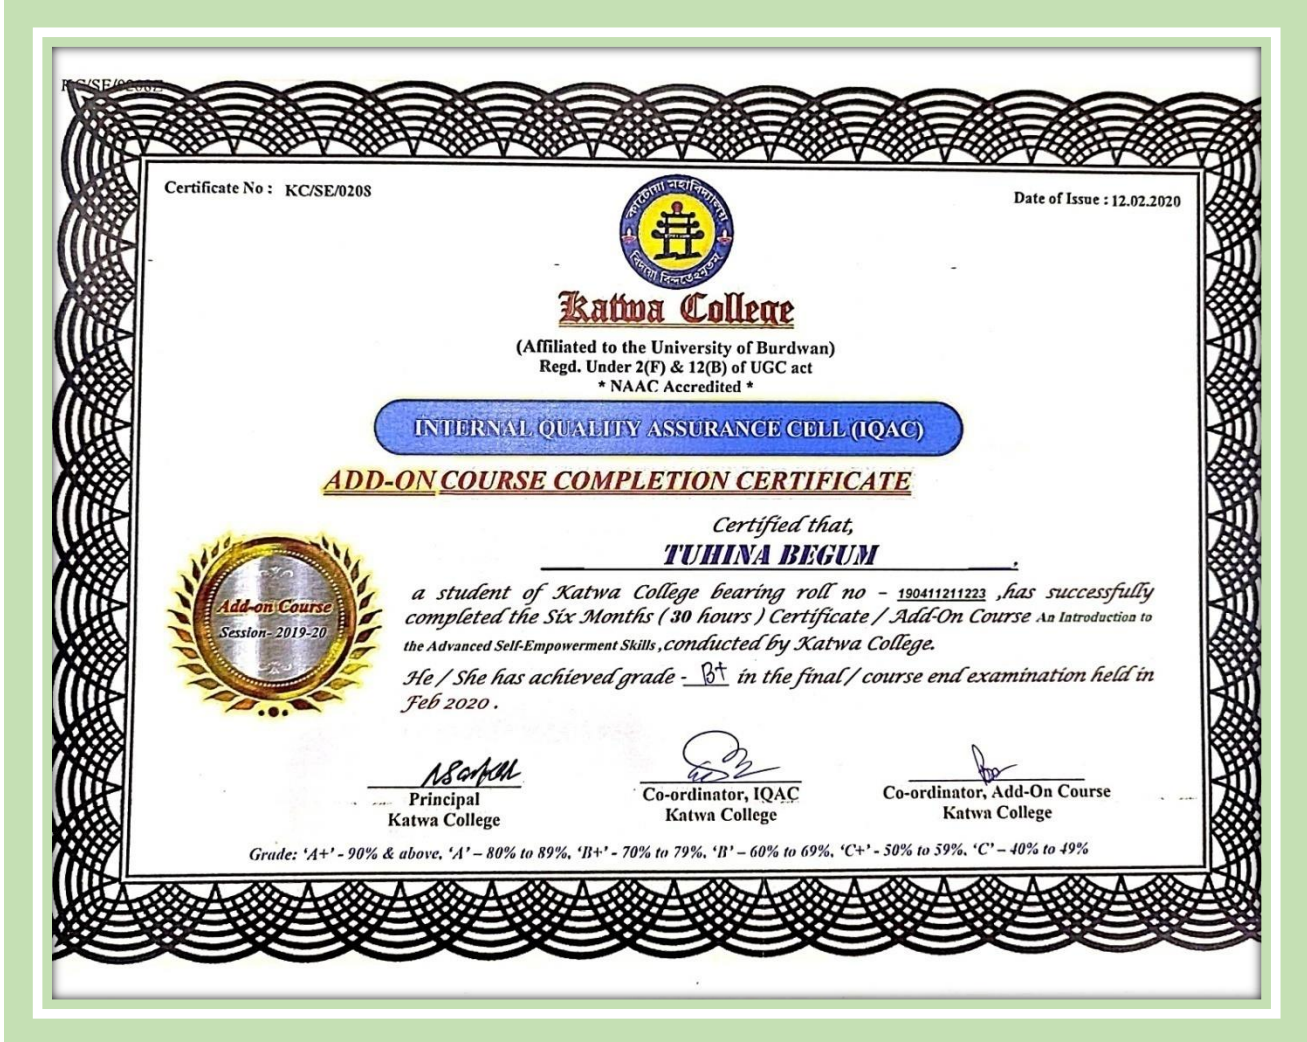 Certificate No : KC/SE/0208
Date of Issue : 12.02.2020
কাটোয়া মহাবিদ্যালয়
বিদ্যয়া বিন্দতেঽমৃতম্
Katwa College
(Affiliated to the University of Burdwan)
Regd. Under 2(F) & 12(B) of UGC act
* NAAC Accredited *
INTERNAL QUALITY ASSURANCE CELL (IQAC)
ADD-ON COURSE COMPLETION CERTIFICATE
Certified that,
TUHINA BEGUM .
Add-on Course
Session- 2019-20
a student of Katwa College bearing roll no – 190411211223 ,has successfully
completed the Six Months ( 30 hours ) Certificate / Add-On Course An Introduction to
the Advanced Self-Empowerment Skills , conducted by Katwa College.
He / She has achieved grade - B+ in the final / course end examination held in
Feb 2020 .
Principal
Katwa College
Co-ordinator, IQAC
Katwa College
Co-ordinator, Add-On Course
Katwa College
Grade: ‘A+’ - 90% & above, ‘A’ – 80% to 89%, ‘B+’ - 70% to 79%, ‘B’ – 60% to 69%, ‘C+’ - 50% to 59%, ‘C’ – 40% to 49%